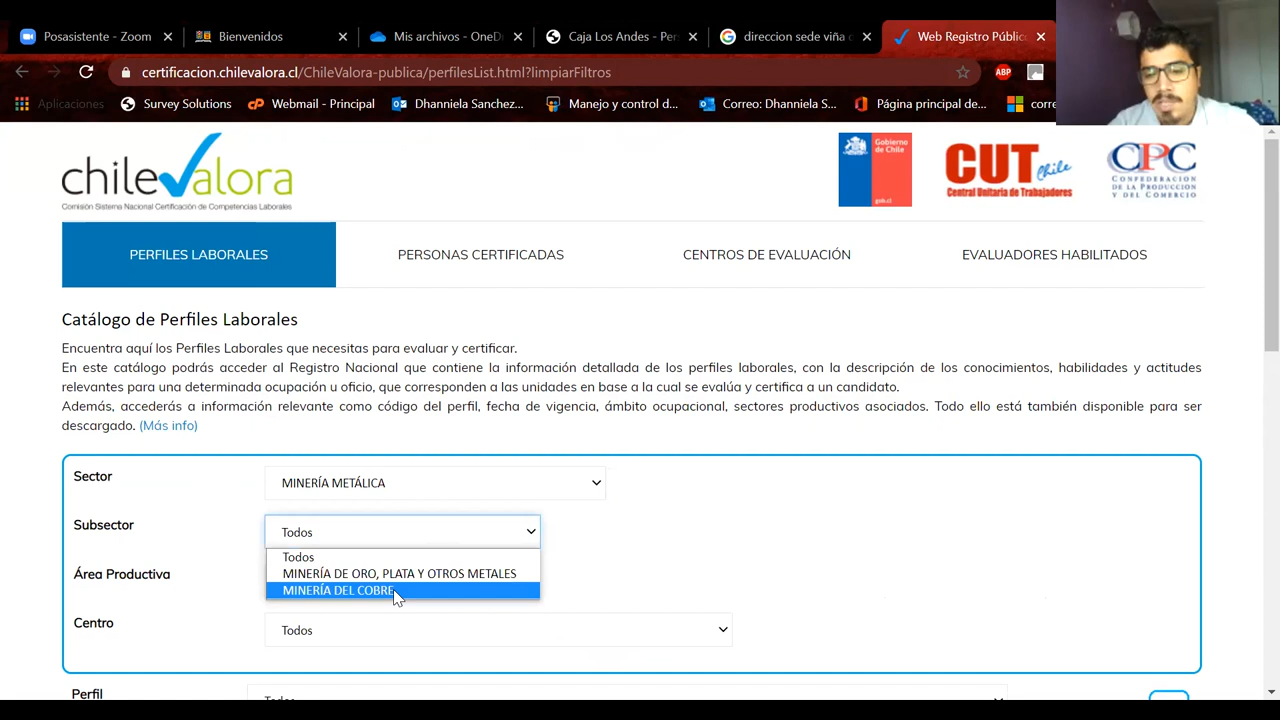 Posasistente - Zoom
Bienvenidos
Mis archivos - OneD
Caja Los Andes - Per
direccion sede viña d
Web Registro Públic
certificacion.chilevalora.cl/ChileValora-publica/perfilesList.html?limpiarFiltros
ABP
Aplicaciones
Survey Solutions
Webmail - Principal
Dhanniela Sanchez...
Manejo y control d...
Correo: Dhanniela S...
Página principal de...
corre
chilevalora
Comisión Sistema Nacional Certificación de Competencias Laborales
Gobierno de Chile
gob.cl
CUT Chile
Central Unitaria de Trabajadores
CPC
CONFEDERACION
DE LA PRODUCCION
Y DEL COMERCIO
PERFILES LABORALES
PERSONAS CERTIFICADAS
CENTROS DE EVALUACIÓN
EVALUADORES HABILITADOS
Catálogo de Perfiles Laborales
Encuentra aquí los Perfiles Laborales que necesitas para evaluar y certificar.
En este catálogo podrás acceder al Registro Nacional que contiene la información detallada de los perfiles laborales, con la descripción de los conocimientos, habilidades y actitudes
relevantes para una determinada ocupación u oficio, que corresponden a las unidades en base a la cual se evalúa y certifica a un candidato.
Además, accederás a información relevante como código del perfil, fecha de vigencia, ámbito ocupacional, sectores productivos asociados. Todo ello está también disponible para ser
descargado. (Más info)
Sector
MINERÍA METÁLICA
Subsector
Todos
Todos
MINERÍA DE ORO, PLATA Y OTROS METALES
MINERÍA DEL COBRE
Área Productiva
Centro
Todos
Perfil
Todos